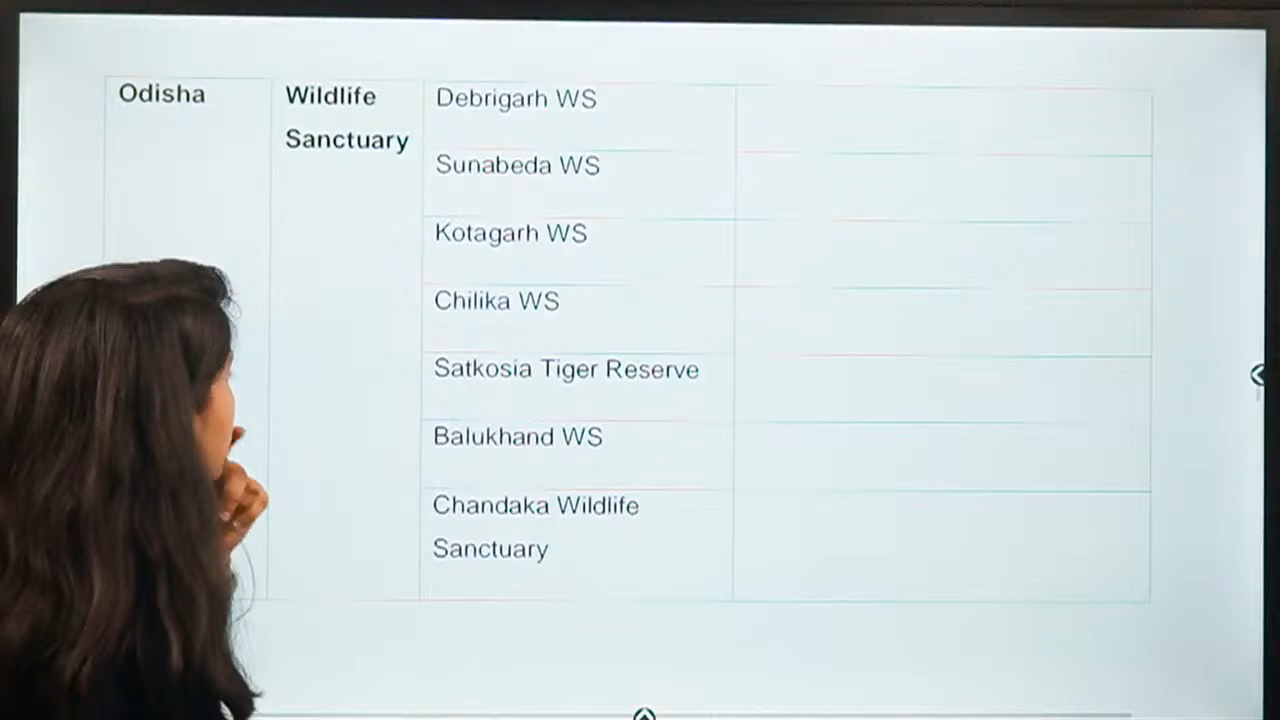 Odisha
Wildlife
Sanctuary
Debrigarh WS
Sunabeda WS
Kotagarh WS
Chilika WS
Satkosia Tiger Reserve
Balukhand WS
Chandaka Wildlife
Sanctuary